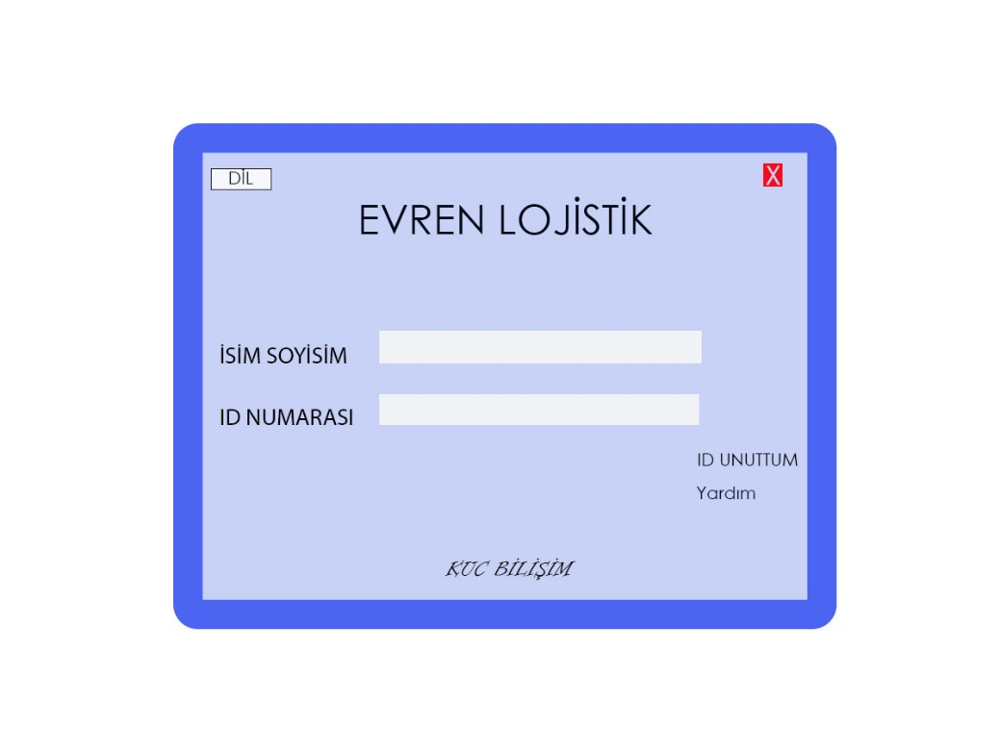 DİL
X
EVREN LOJİSTİK
İSİM SOYİSİM
ID NUMARASI
ID UNUTTUM
Yardım
KUC BİLİŞİM